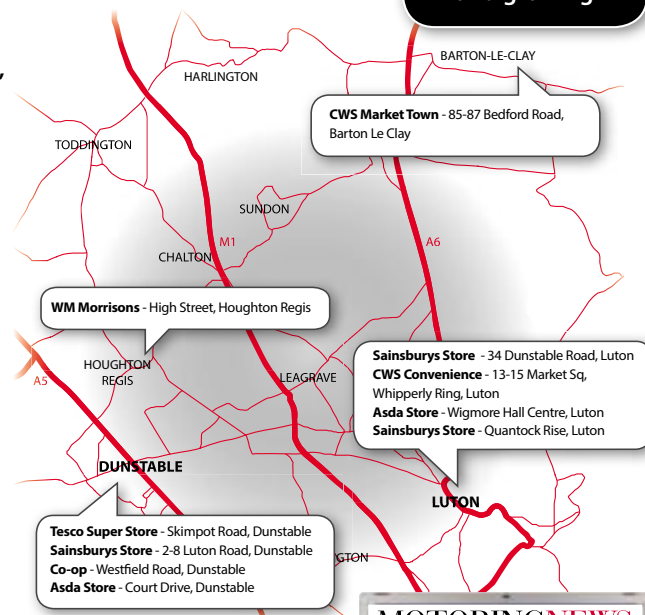 BARTON-LE-CLAY
HARLINGTON
CWS Market Town - 85-87 Bedford Road,
Barton Le Clay
TODDINGTON
SUNDON
M1
A6
CHALTON
WM Morrisons - High Street, Houghton Regis
HOUGHTON
REGIS
A5
LEAGRAVE
Sainsburys Store - 34 Dunstable Road, Luton
CWS Convenience - 13-15 Market Sq,
Whipperly Ring, Luton
Asda Store - Wigmore Hall Centre, Luton
Sainsburys Store - Quantock Rise, Luton
DUNSTABLE
LUTON
Tesco Super Store - Skimpot Road, Dunstable
Sainsburys Store - 2-8 Luton Road, Dunstable
Co-op - Westfield Road, Dunstable
Asda Store - Court Drive, Dunstable
GTON
MOTORINGNEWS